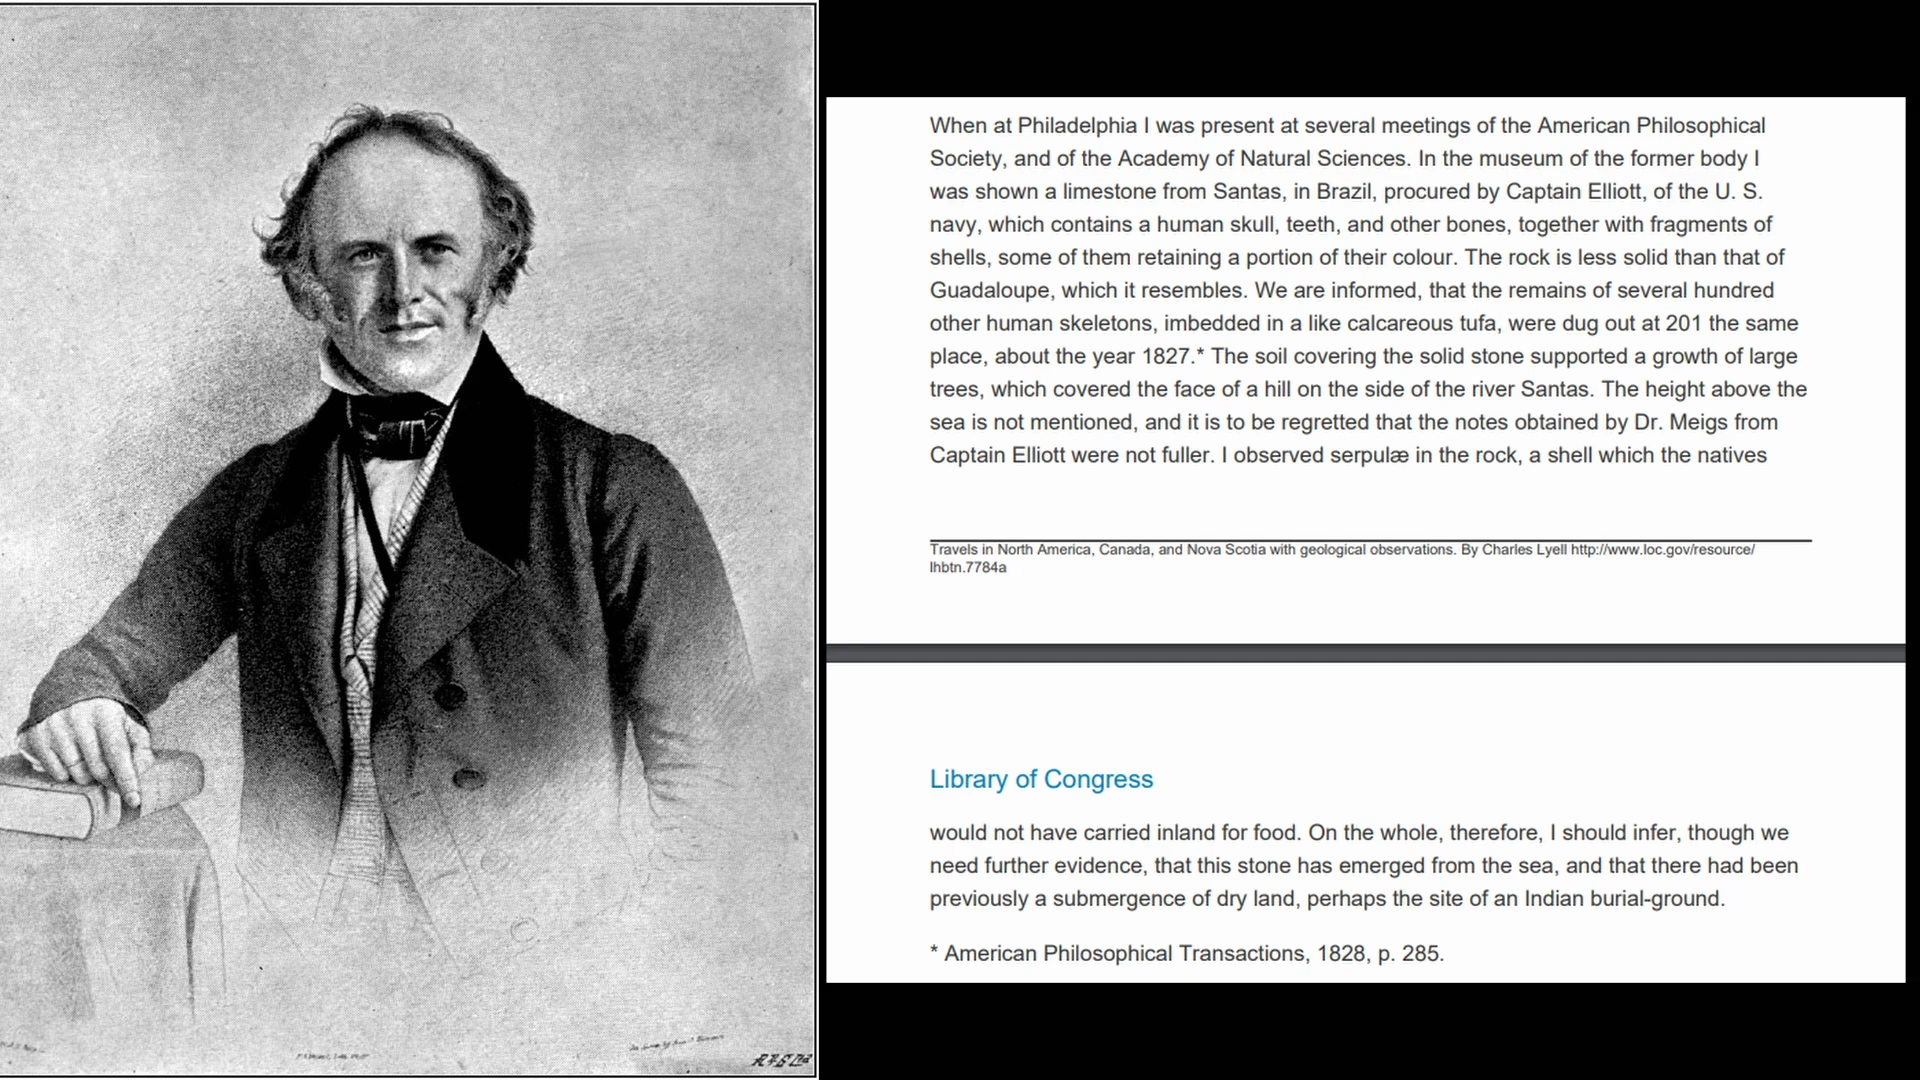 When at Philadelphia I was present at several meetings of the American Philosophical
Society, and of the Academy of Natural Sciences. In the museum of the former body I
was shown a limestone from Santas, in Brazil, procured by Captain Elliott, of the U. S.
navy, which contains a human skull, teeth, and other bones, together with fragments of
shells, some of them retaining a portion of their colour. The rock is less solid than that of
Guadaloupe, which it resembles. We are informed, that the remains of several hundred
other human skeletons, imbedded in a like calcareous tufa, were dug out at 201 the same
place, about the year 1827.* The soil covering the solid stone supported a growth of large
trees, which covered the face of a hill on the side of the river Santas. The height above the
sea is not mentioned, and it is to be regretted that the notes obtained by Dr. Meigs from
Captain Elliott were not fuller. I observed serpulæ in the rock, a shell which the natives
Travels in North America, Canada, and Nova Scotia with geological observations. By Charles Lyell http://www.loc.gov/resource/
lhbtn.7784a
Library of Congress
would not have carried inland for food. On the whole, therefore, I should infer, though we
need further evidence, that this stone has emerged from the sea, and that there had been
previously a submergence of dry land, perhaps the site of an Indian burial-ground.
* American Philosophical Transactions, 1828, p. 285.